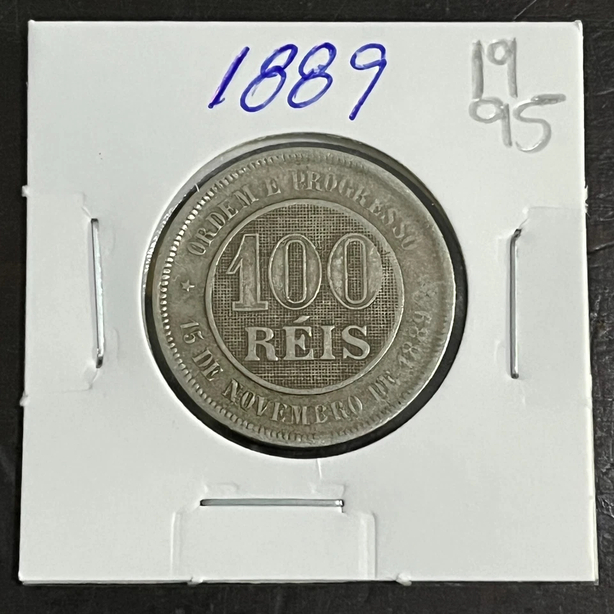 1889
19
95
ORDEM E PROGRESSO
100
RÉIS
15 DE NOVEMBRO DE 1889